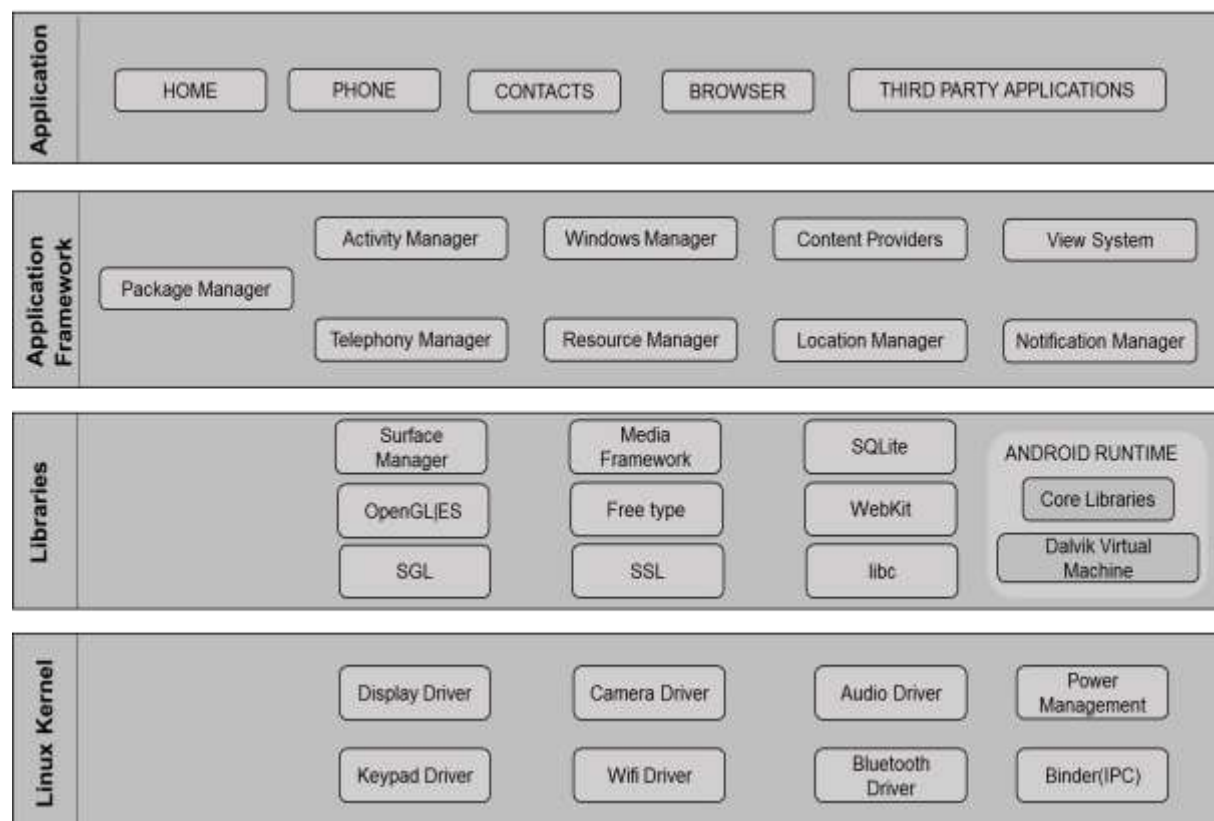 Application
HOME
PHONE
CONTACTS
BROWSER
THIRD PARTY APPLICATIONS
Application
Framework
Package Manager
Activity Manager
Windows Manager
Content Providers
View System
Telephony Manager
Resource Manager
Location Manager
Notification Manager
Libraries
Surface
Manager
Media
Framework
SQLite
OpenGL|ES
Free type
WebKit
SGL
SSL
libc
ANDROID RUNTIME
Core Libraries
Dalvik Virtual
Machine
Linux Kernel
Display Driver
Camera Driver
Audio Driver
Power
Management
Keypad Driver
Wifi Driver
Bluetooth
Driver
Binder(IPC)